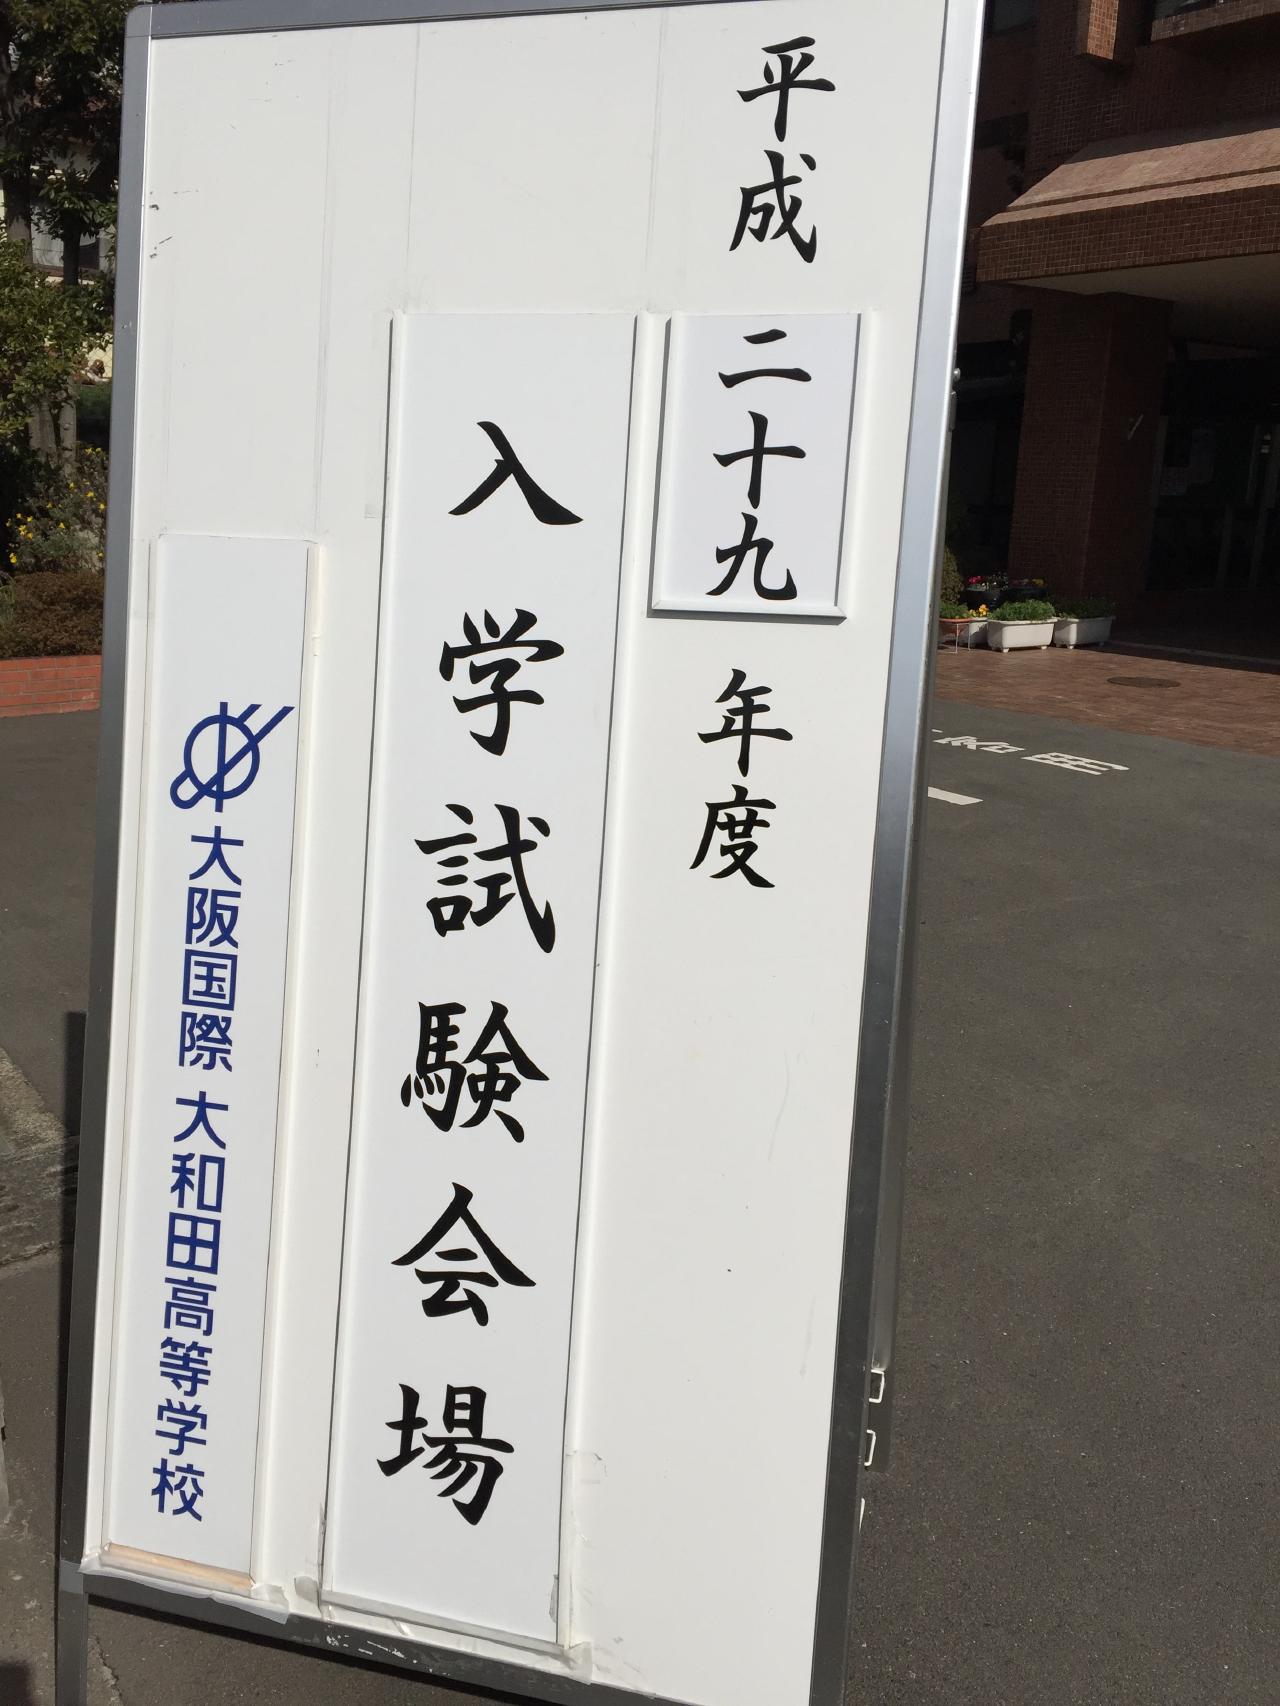 平成二十九年度
入学試験会場
大阪国際 大和田高等学校